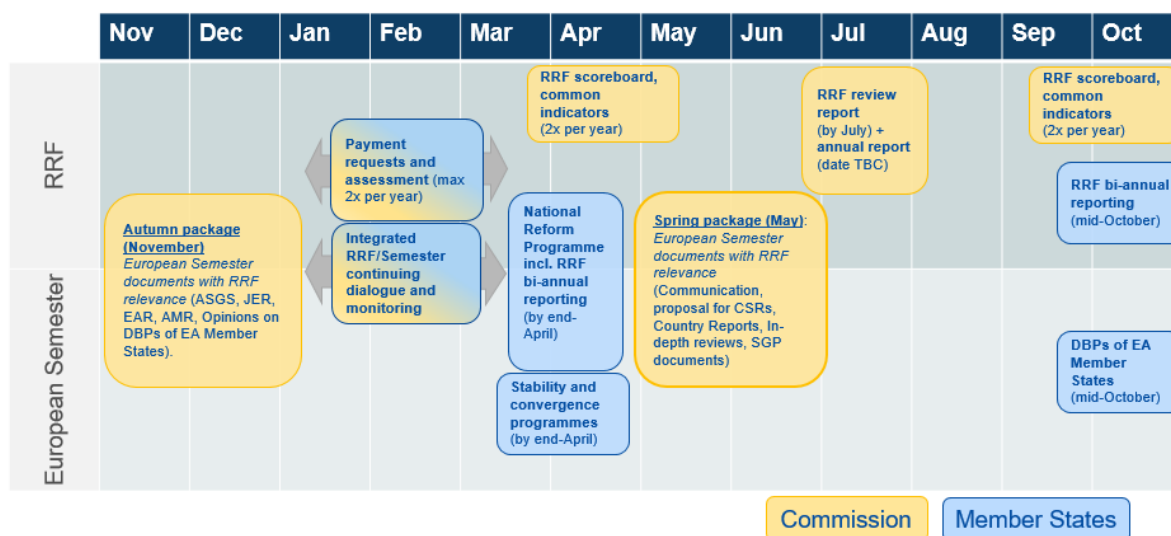 Nov Dec Jan Feb Mar Apr May Jun Jul Aug Sep Oct
RRF
European Semester
Autumn package
(November)
European Semester
documents with RRF
relevance (ASGS, JER,
EAR, AMR, Opinions on
DBPs of EA Member
States).
Payment
requests and
assessment (max
2x per year)
Integrated
RRF/Semester
continuing
dialogue and
monitoring
RRF scoreboard,
common
indicators
(2x per year)
National
Reform
Programme
incl. RRF
bi-annual
reporting
(by end-
April)
Stability and
convergence
programmes
(by end-April)
Spring package (May):
European Semester
documents with RRF
relevance
(Communication,
proposal for CSRs,
Country Reports, In-
depth reviews, SGP
documents)
RRF review
report
(by July) +
annual report
(date TBC)
RRF scoreboard,
common
indicators
(2x per year)
RRF bi-annual
reporting
(mid-October)
DBPs of EA
Member
States
(mid-October)
Commission
Member States